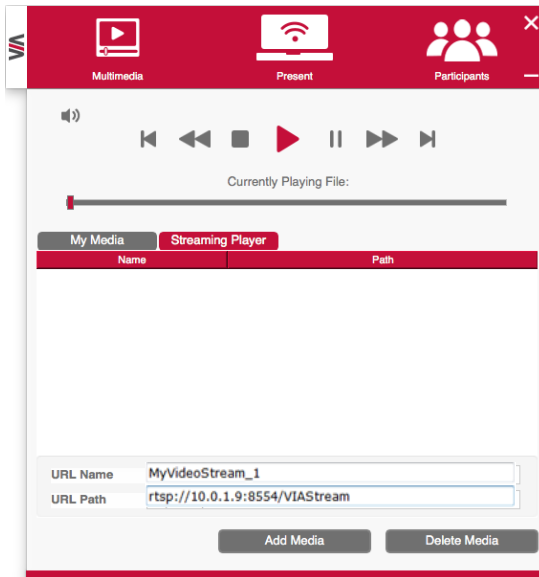 Multimedia Present Participants
Currently Playing File:
My Media Streaming Player
Name Path
URL Name MyVideoStream_1
URL Path rtsp://10.0.1.9:8554/VIAStream
Add Media Delete Media